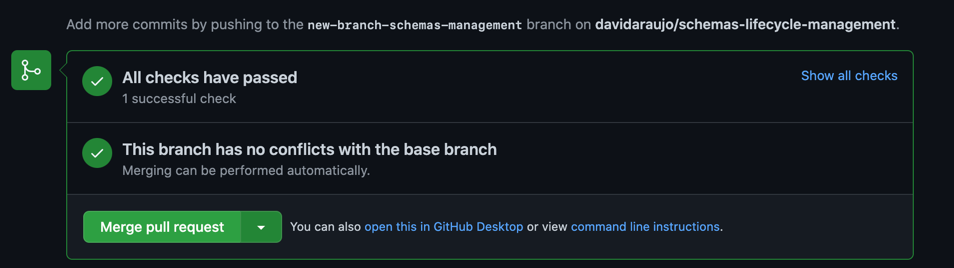 Add more commits by pushing to the new-branch-schemas-management branch on davidaraujo/schemas-lifecycle-management.
All checks have passed
Show all checks
1 successful check
This branch has no conflicts with the base branch
Merging can be performed automatically.
Merge pull request
You can also open this in GitHub Desktop or view command line instructions.